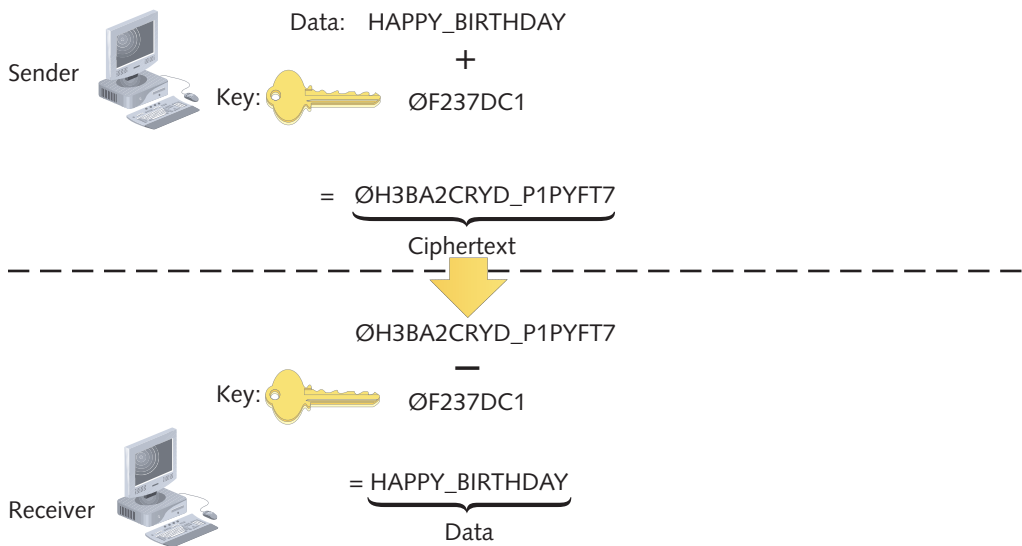 Data: HAPPY_BIRTHDAY
+
Sender
Key: ØF237DC1
= ØH3BA2CRYD_P1PYFT7
Ciphertext
ØH3BA2CRYD_P1PYFT7
–
Key: ØF237DC1
= HAPPY_BIRTHDAY
Receiver
Data